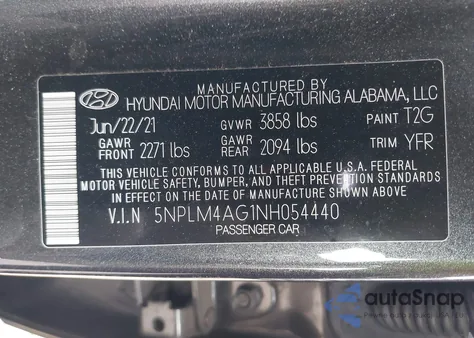 MANUFACTURED BY
HYUNDAI MOTOR MANUFACTURING ALABAMA, LLC
Jun/22/21 GVWR 3858 lbs PAINT T2G
GAWR FRONT 2271 lbs GAWR REAR 2094 lbs TRIM YFR
THIS VEHICLE CONFORMS TO ALL APPLICABLE U.S.A. FEDERAL
MOTOR VEHICLE SAFETY, BUMPER, AND THEFT PREVENTION STANDARDS
IN EFFECT ON THE DATE OF MANUFACTURE SHOWN ABOVE.
V.I.N 5NPLM4AG1NH054440
PASSENGER CAR
autoSnap